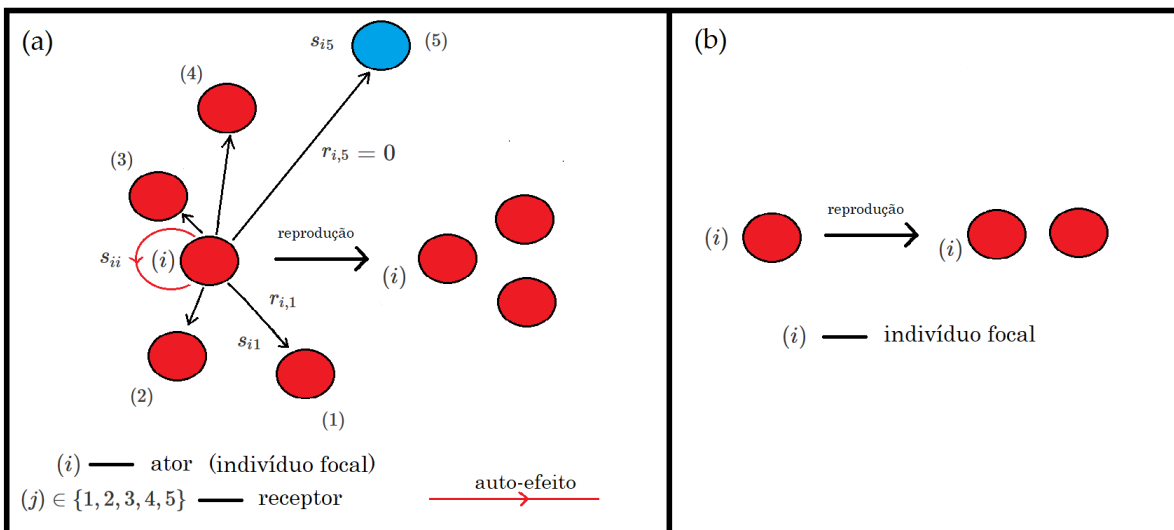 (a)
s_{i5}
(5)
(4)
r_{i,5} = 0
(3)
reprodução
s_{ii}
(i)
(i)
r_{i,1}
s_{i1}
(2)
(1)
(i) — ator (indivíduo focal)
auto-efeito
(j) ∈ {1, 2, 3, 4, 5} — receptor
(b)
reprodução
(i)
(i)
(i) — indivíduo focal